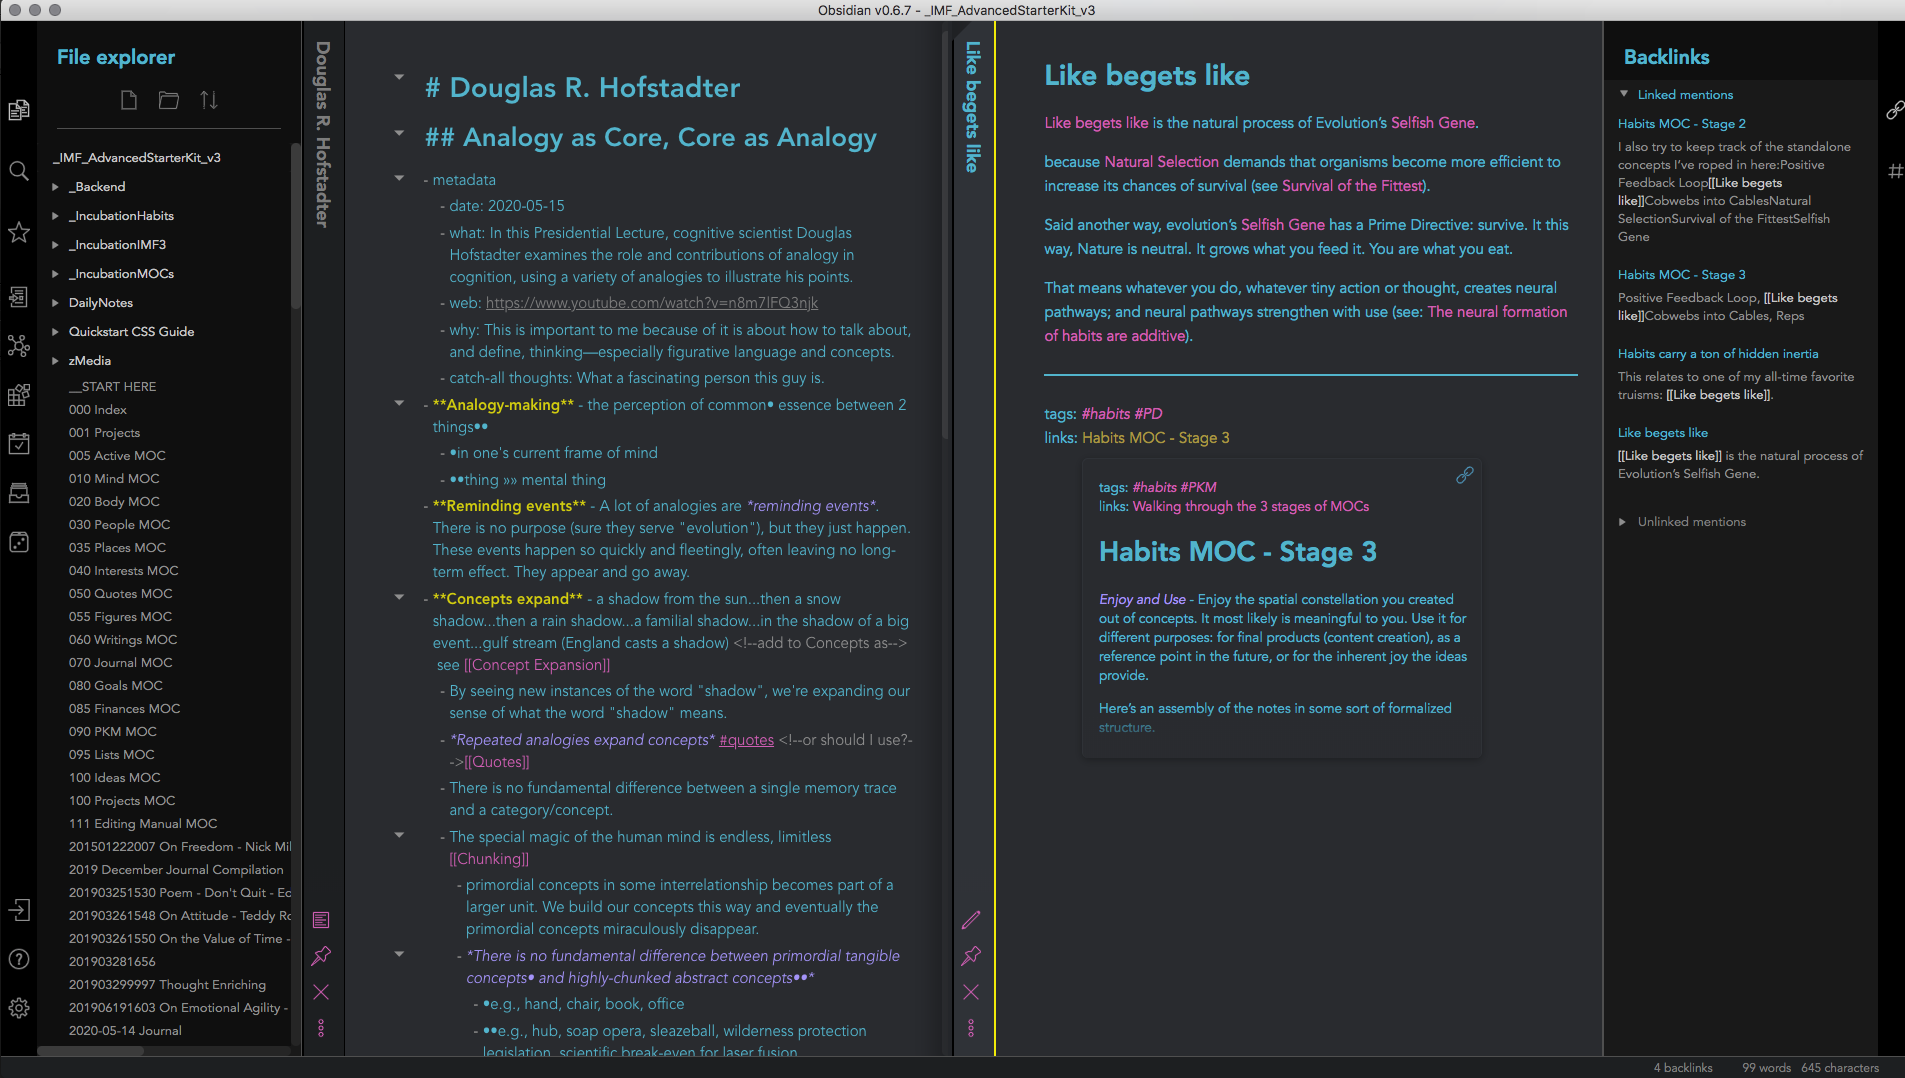 Obsidian v0.6.7 - _IMF_AdvancedStarterKit_v3
File explorer
_IMF_AdvancedStarterKit_v3
_Backend
_IncubationHabits
_IncubationIMF3
_IncubationMOCs
DailyNotes
Quickstart CSS Guide
zMedia
__START HERE
000 Index
001 Projects
005 Active MOC
010 Mind MOC
020 Body MOC
030 People MOC
035 Places MOC
040 Interests MOC
050 Quotes MOC
055 Figures MOC
060 Writings MOC
070 Journal MOC
080 Goals MOC
085 Finances MOC
090 PKM MOC
095 Lists MOC
100 Ideas MOC
100 Projects MOC
111 Editing Manual MOC
201501222007 On Freedom - Nick Mil
2019 December Journal Compilation
201903251530 Poem - Don't Quit - Ec
201903261548 On Attitude - Teddy Ro
201903261550 On the Value of Time -
201903281656
201903299997 Thought Enriching
201906191603 On Emotional Agility -
2020-05-14 Journal
Douglas R. Hofstadter
# Douglas R. Hofstadter
## Analogy as Core, Core as Analogy
- metadata
- date: 2020-05-15
- what: In this Presidential Lecture, cognitive scientist Douglas
Hofstadter examines the role and contributions of analogy in
cognition, using a variety of analogies to illustrate his points.
- web: https://www.youtube.com/watch?v=n8m7lFQ3njk
- why: This is important to me because of it is about how to talk about,
and define, thinking—especially figurative language and concepts.
- catch-all thoughts: What a fascinating person this guy is.
- **Analogy-making** - the perception of common• essence between 2
things••
- •in one's current frame of mind
- ••thing »» mental thing
- **Reminding events** - A lot of analogies are *reminding events*.
There is no purpose (sure they serve "evolution"), but they just happen.
These events happen so quickly and fleetingly, often leaving no long-
term effect. They appear and go away.
- **Concepts expand** - a shadow from the sun...then a snow
shadow...then a rain shadow...a familial shadow...in the shadow of a big
event...gulf stream (England casts a shadow) <!--add to Concepts as-->
see [[Concept Expansion]]
- By seeing new instances of the word "shadow", we're expanding our
sense of what the word "shadow" means.
- *Repeated analogies expand concepts* #quotes <!--or should I use?-
->[[Quotes]]
- There is no fundamental difference between a single memory trace
and a category/concept.
- The special magic of the human mind is endless, limitless
[[Chunking]]
- primordial concepts in some interrelationship becomes part of a
larger unit. We build our concepts this way and eventually the
primordial concepts miraculously disappear.
- *There is no fundamental difference between primordial tangible
concepts• and highly-chunked abstract concepts••*
- •e.g., hand, chair, book, office
- ••e.g., hub, soap opera, sleazeball, wilderness protection
legislation, scientific break-even for laser fusion
Like begets like
Like begets like
Like begets like is the natural process of Evolution's Selfish Gene.
because Natural Selection demands that organisms become more efficient to
increase its chances of survival (see Survival of the Fittest).
Said another way, evolution's Selfish Gene has a Prime Directive: survive. It this
way, Nature is neutral. It grows what you feed it. You are what you eat.
That means whatever you do, whatever tiny action or thought, creates neural
pathways; and neural pathways strengthen with use (see: The neural formation
of habits are additive).
tags: #habits #PD
links: Habits MOC - Stage 3
tags: #habits #PKM
links: Walking through the 3 stages of MOCs
Habits MOC - Stage 3
Enjoy and Use - Enjoy the spatial constellation you created
out of concepts. It most likely is meaningful to you. Use it for
different purposes: for final products (content creation), as a
reference point in the future, or for the inherent joy the ideas
provide.
Here's an assembly of the notes in some sort of formalized
structure.
Backlinks
Linked mentions
Habits MOC - Stage 2
I also try to keep track of the standalone
concepts I've roped in here:Positive
Feedback Loop[[Like begets
like]]Cobwebs into CablesNatural
SelectionSurvival of the FittestSelfish
Gene
Habits MOC - Stage 3
Positive Feedback Loop, [[Like begets
like]]Cobwebs into Cables, Reps
Habits carry a ton of hidden inertia
This relates to one of my all-time favorite
truisms: [[Like begets like]].
Like begets like
[[Like begets like]] is the natural process of
Evolution's Selfish Gene.
Unlinked mentions
4 backlinks 99 words 645 characters